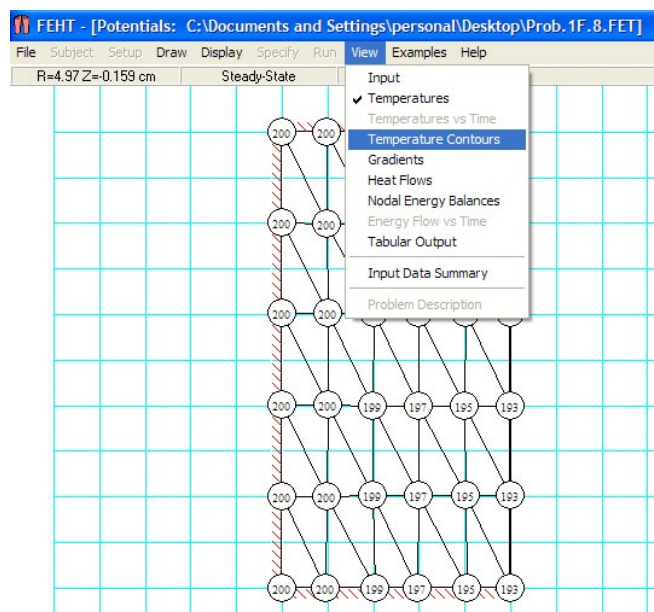 FEHT - [Potentials: C:\Documents and Settings\personal\Desktop\Prob.1F.8.FET]
File Subject Setup Draw Display Specify Run View Examples Help
R=4.97 Z=-0.159 cm Steady-State
Input
Temperatures
Temperatures vs Time
Temperature Contours
Gradients
Heat Flows
Nodal Energy Balances
Energy Flow vs Time
Tabular Output
Input Data Summary
Problem Description
200 200
200 200
200 200
200 200 199 197 195 193
200 200 199 197 195 193
200 200 199 197 195 193